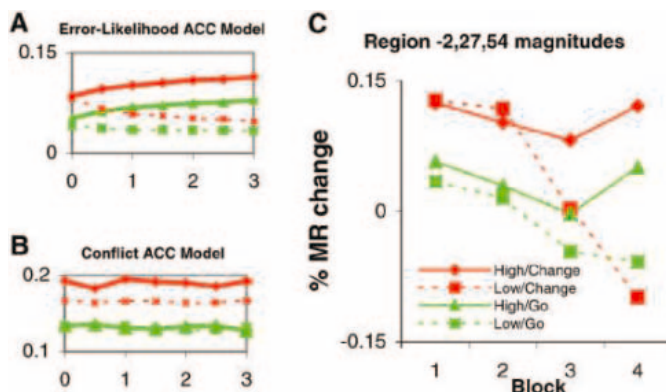 A
Error-Likelihood ACC Model
0.15
0
0 1 2 3
B
Conflict ACC Model
0.2
0.1
0 1 2 3
C
Region -2,27,54 magnitudes
% MR change
0.15
0
-0.15
High/Change
Low/Change
High/Go
Low/Go
1 2 3 4
Block